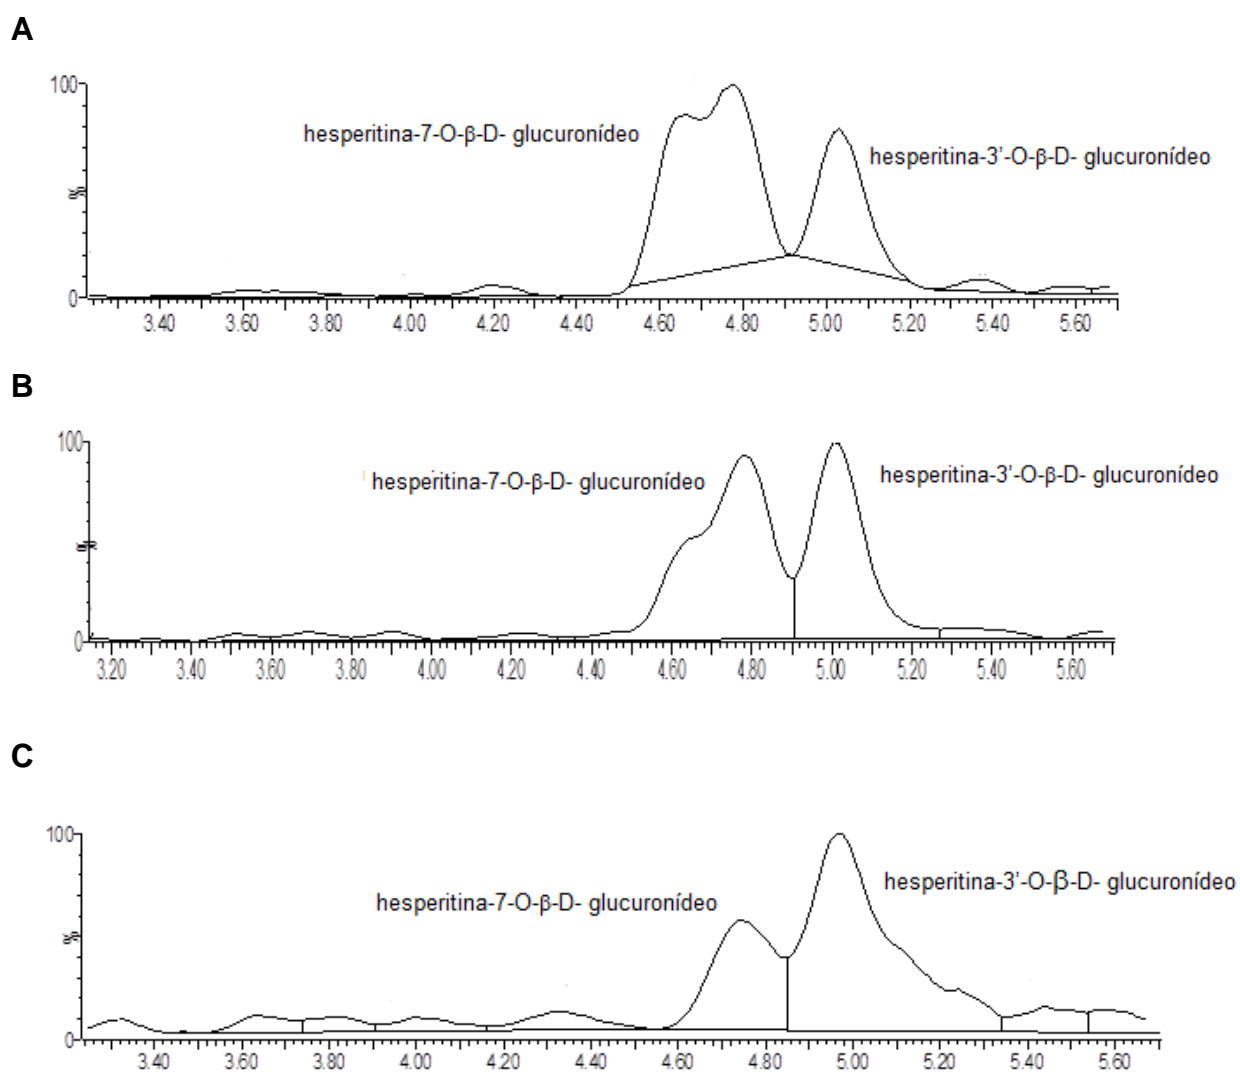 A
100
hesperitina-7-O-β-D- glucuronídeo
hesperitina-3'-O-β-D- glucuronídeo
%
0
3.40 3.60 3.80 4.00 4.20 4.40 4.60 4.80 5.00 5.20 5.40 5.60
B
100
hesperitina-7-O-β-D- glucuronídeo
hesperitina-3'-O-β-D- glucuronídeo
0
3.20 3.40 3.60 3.80 4.00 4.20 4.40 4.60 4.80 5.00 5.20 5.40 5.60
C
100
hesperitina-7-O-β-D- glucuronídeo
hesperitina-3'-O-β-D- glucuronídeo
%
0
3.40 3.60 3.80 4.00 4.20 4.40 4.60 4.80 5.00 5.20 5.40 5.60